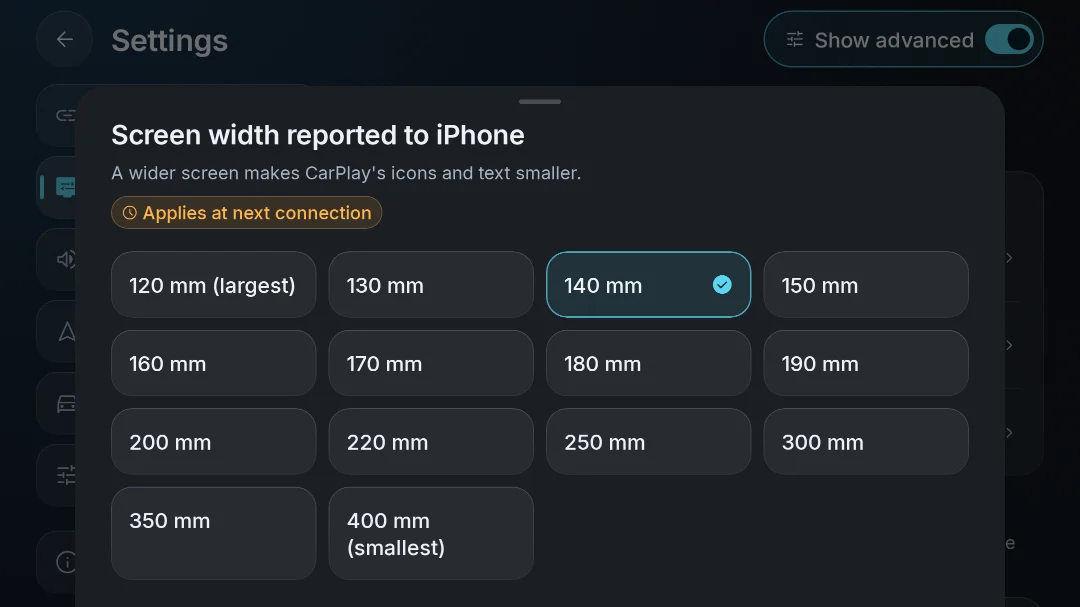 Settings
Show advanced
Screen width reported to iPhone
A wider screen makes CarPlay's icons and text smaller.
Applies at next connection
120 mm (largest)
130 mm
140 mm
150 mm
160 mm
170 mm
180 mm
190 mm
200 mm
220 mm
250 mm
300 mm
350 mm
400 mm
(smallest)